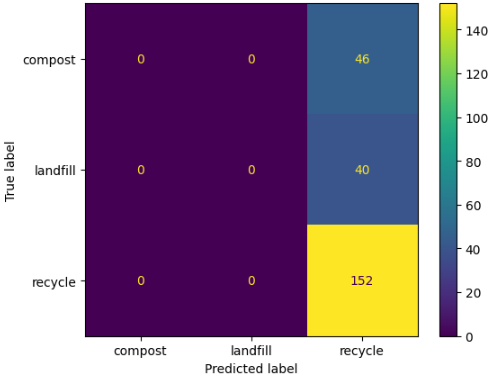 compost 0 0 46
landfill 0 0 40
recycle 0 0 152
compost landfill recycle
Predicted label
True label
140
120
100
80
60
40
20
0